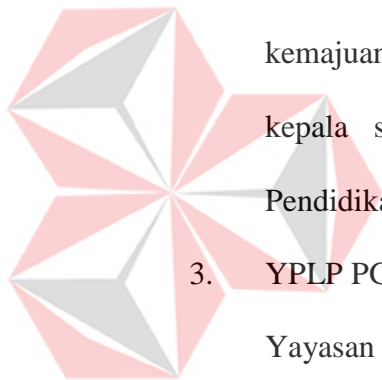 kemajuan
kepala s
Pendidika
3. YPLP PG
Yayasan